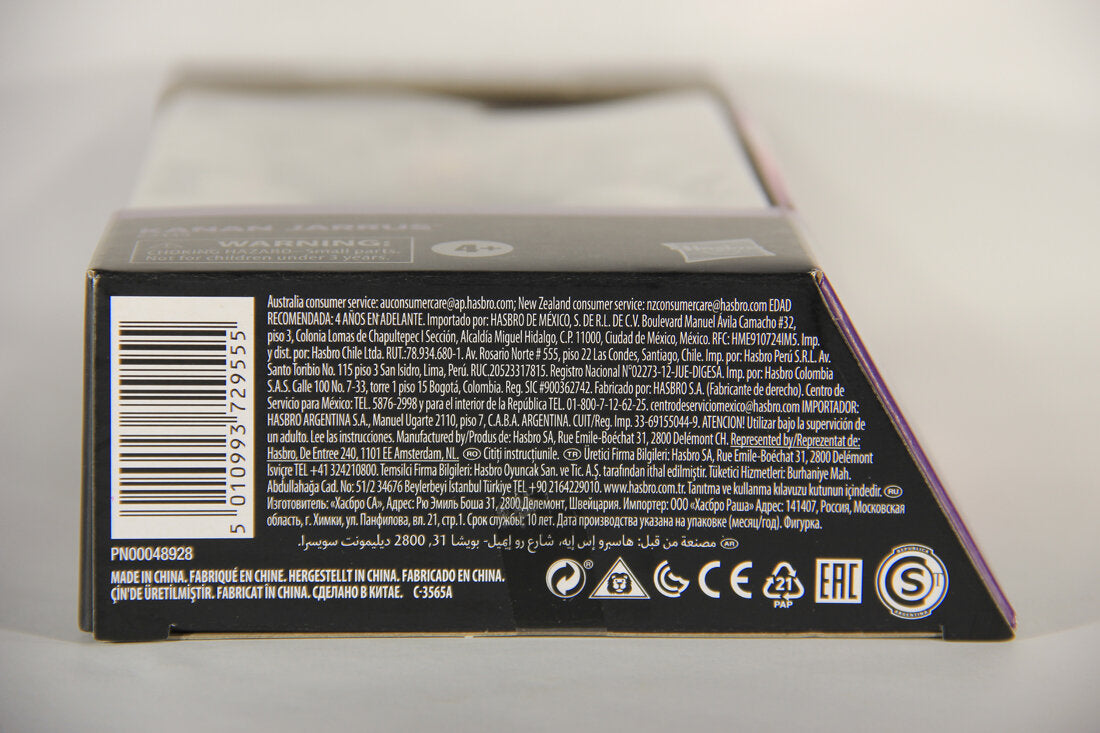 KANAN JARRUS
WARNING:
CHOKING HAZARD–Small parts.
Not for children under 3 years.
4+
Hasbro
Australia consumer service: auconsumercare@ap.hasbro.com; New Zealand consumer service: nzconsumercare@hasbro.com EDAD
RECOMENDADA: 4 AÑOS EN ADELANTE. Importado por: HASBRO DE MÉXICO, S. DE R.L. DE C.V. Boulevard Manuel Ávila Camacho #32,
piso 3, Colonia Lomas de Chapultepec I Sección, Alcaldía Miguel Hidalgo, C.P. 11000, Ciudad de México, México. RFC: HME910724IM5. Imp.
y dist. por: Hasbro Chile Ltda. RUT.:78.934.680-1. Av. Rosario Norte # 555, piso 22 Las Condes, Santiago, Chile. Imp. por: Hasbro Perú S.R.L. Av.
Santo Toribio No. 115 piso 3 San Isidro, Lima, Perú. RUC.20523317815. Registro Nacional N°02273-12-JUE-DIGESA. Imp. por: Hasbro Colombia
S.A.S. Calle 100 No. 7-33, torre 1 piso 15 Bogotá, Colombia. Reg. SIC #900362742. Fabricado por: HASBRO S.A. (Fabricante de derecho). Centro de
Servicio para México: TEL. 5876-2998 y para el interior de la República TEL. 01-800-7-12-62-25. centrodeserviciomexico@hasbro.com IMPORTADOR:
HASBRO ARGENTINA S.A., Manuel Ugarte 2110, piso 7, C.A.B.A. ARGENTINA. CUIT/Reg. Imp. 33-69155044-9. ATENCION! Utilizar bajo la supervición de
un adulto. Lee las instrucciones. Manufactured by/Produs de: Hasbro SA, Rue Emile-Boéchat 31, 2800 Delémont CH. Represented by/Reprezentat de:
Hasbro, De Entree 240, 1101 EE Amsterdam, NL. RO Citiți instrucțiunile. TR Üretici Firma Bilgileri: Hasbro SA, Rue Emile-Boéchat 31, 2800 Delémont
İsviçre TEL +41 324210800. Temsilci Firma Bilgileri: Hasbro Oyuncak San. ve Tic. A.Ş. tarafından ithal edilmiştir. Tüketici Hizmetleri: Burhaniye Mah.
Abdullahağa Cad. No: 51/2 34676 Beylerbeyi İstanbul Türkiye TEL +90 2164229010. www.hasbro.com.tr. Tanıtma ve kullanma kılavuzu kutunun içindedir. RU
Изготовитель: «Хасбро СА», Адрес: Рю Эмиль Боша 31, 2800 Делемонт, Швейцария. Импортер: ООО «Хасбро Раша» Адрес: 141407, Россия, Московская
область, г. Химки, ул. Панфилова, вл. 21, стр.1. Срок службы: 10 лет. Дата производства указана на упаковке (месяц/год). Фигурка.
AR مصنعة من قبل: هاسبرو إس إيه، شارع رو إميل- بويشا 31، 2800 ديليمونت سويسرا.
5 010993 729555
PN00048928
MADE IN CHINA. FABRIQUÉ EN CHINE. HERGESTELLT IN CHINA. FABRICADO EN CHINA.
ÇİN'DE ÜRETİLMİŞTİR. FABRICAT ÎN CHINA. СДЕЛАНО В КИТАЕ. C-3565A
CE
21
PAP
EAC
REPUBLICA
S T
ARGENTINA